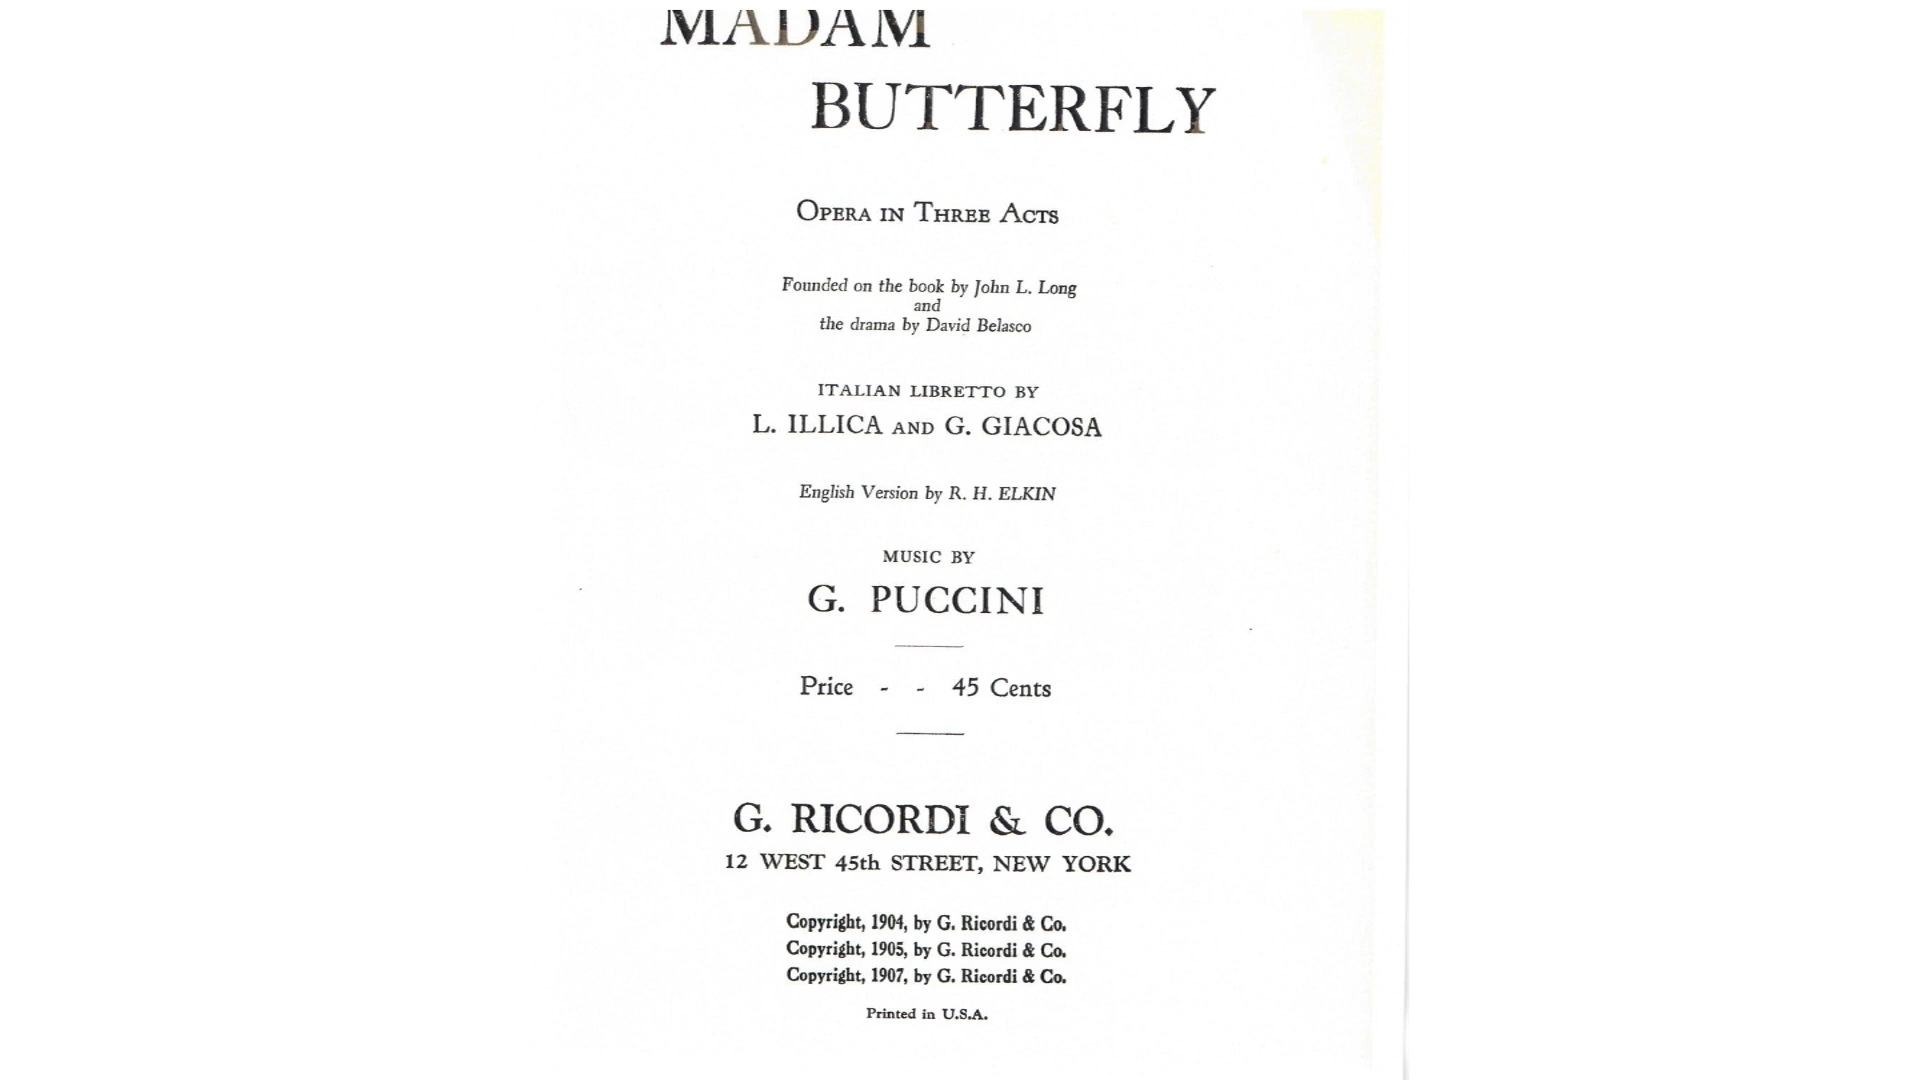 MADAM
BUTTERFLY
OPERA IN THREE ACTS
Founded on the book by John L. Long
and
the drama by David Belasco
ITALIAN LIBRETTO BY
L. ILLICA AND G. GIACOSA
English Version by R. H. ELKIN
MUSIC BY
G. PUCCINI
Price - - 45 Cents
G. RICORDI & CO.
12 WEST 45th STREET, NEW YORK
Copyright, 1904, by G. Ricordi & Co.
Copyright, 1905, by G. Ricordi & Co.
Copyright, 1907, by G. Ricordi & Co.
Printed in U.S.A.